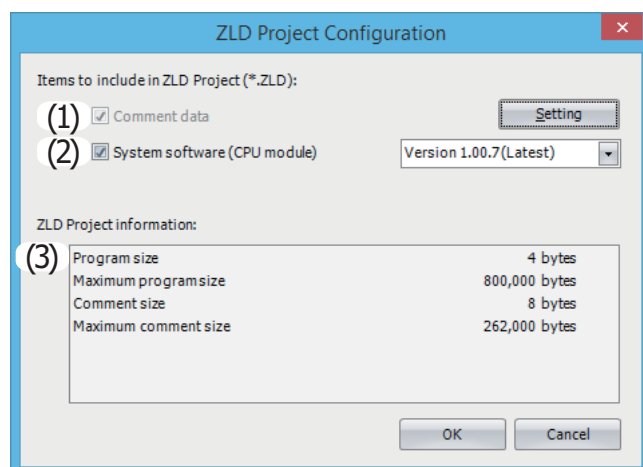 ZLD Project Configuration
×
Items to include in ZLD Project (*.ZLD):
(1) Comment data Setting
(2) System software (CPU module) Version 1.00.7(Latest)
ZLD Project information:
(3) Program size 4 bytes
Maximum program size 800,000 bytes
Comment size 8 bytes
Maximum comment size 262,000 bytes
OK Cancel